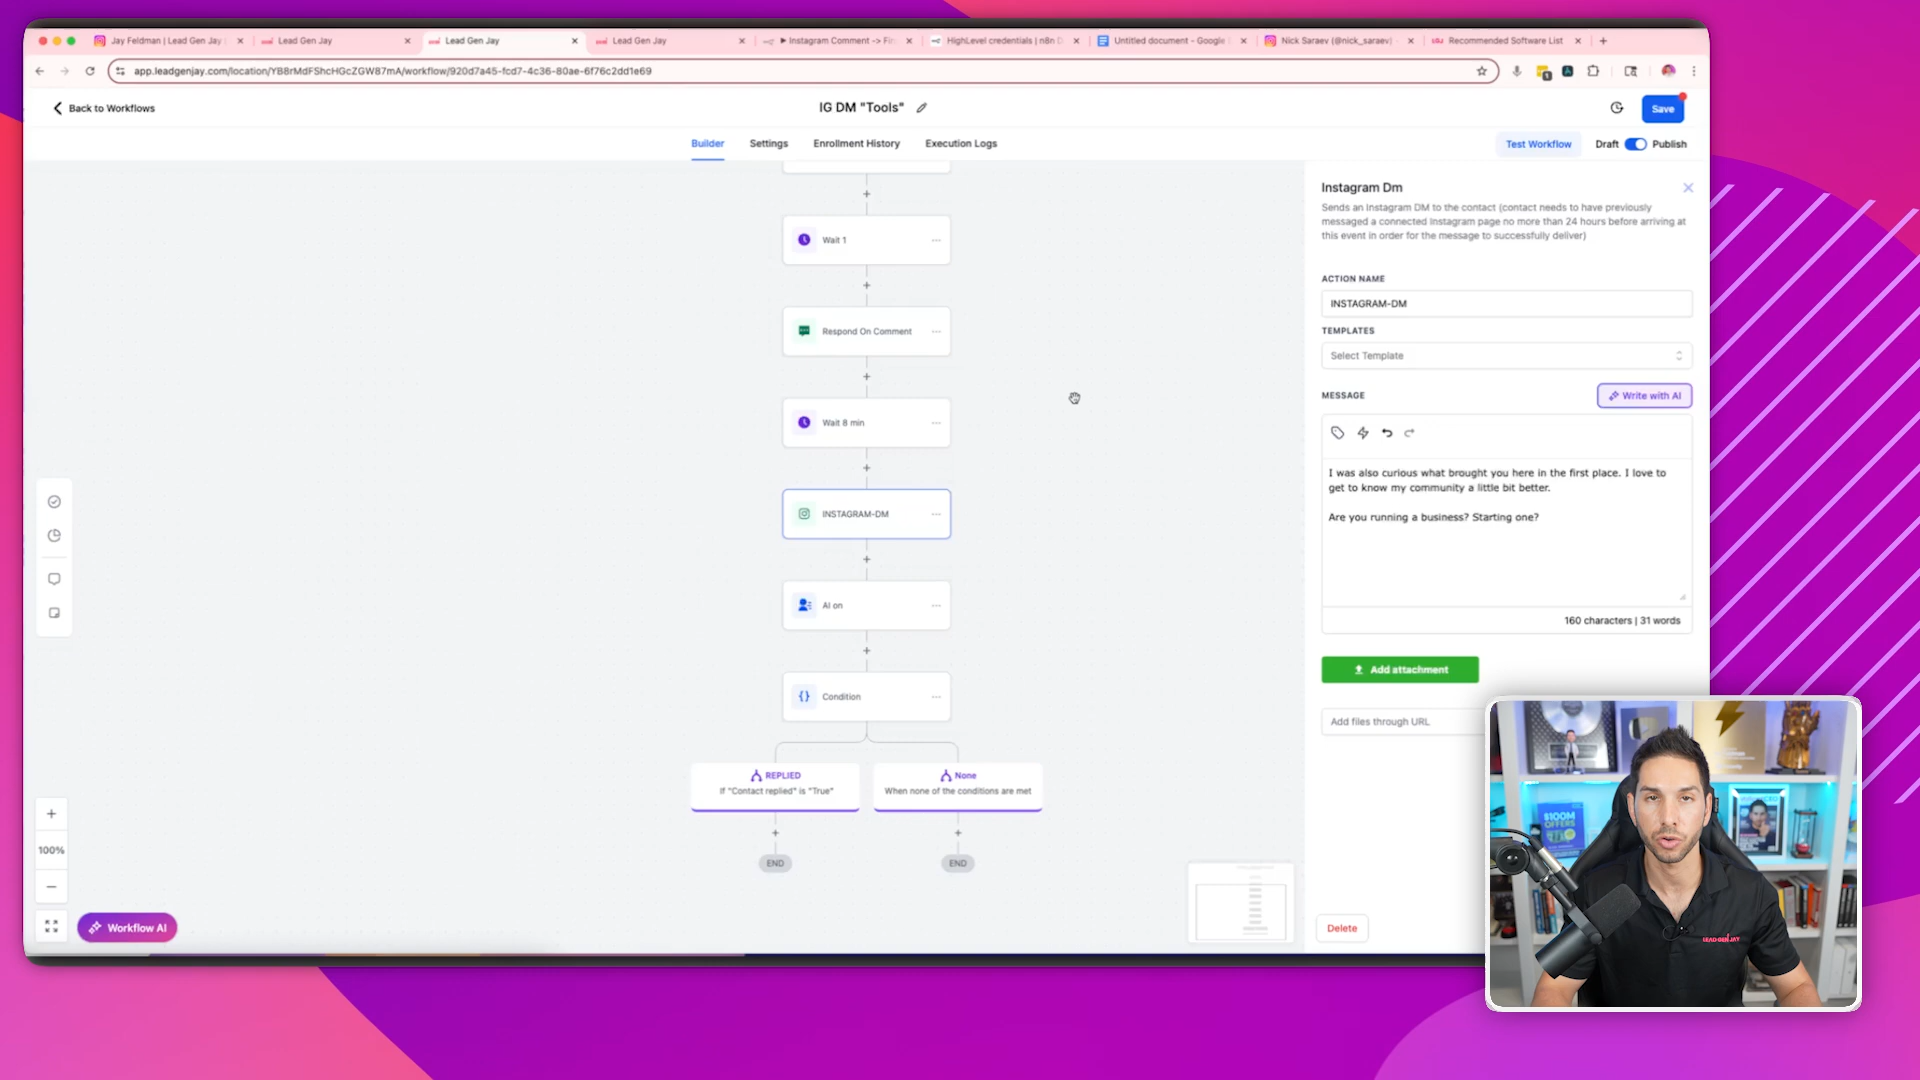 Jay Feldman | Lead Gen Jay
Lead Gen Jay
Lead Gen Jay
Lead Gen Jay
Instagram Comment -> Fir
HighLevel credentials | n8n D
Untitled document - Google
Nick Saraev (@nick_saraev)
Recommended Software List
app.leadgenjay.com/location/YB8rMdFShcHGcZGW87mA/workflow/920d7a45-fcd7-4c36-80ae-6f76c2dd1e69
Back to Workflows
IG DM "Tools"
Save
Builder
Settings
Enrollment History
Execution Logs
Test Workflow
Draft
Publish
Wait 1
Respond On Comment
Wait 8 min
INSTAGRAM-DM
AI on
Condition
REPLIED
If "Contact replied" is "True"
None
When none of the conditions are met
END
END
100%
Workflow AI
Instagram Dm
Sends an Instagram DM to the contact (contact needs to have previously
messaged a connected Instagram page no more than 24 hours before arriving at
this event in order for the message to successfully deliver)
ACTION NAME
INSTAGRAM-DM
TEMPLATES
Select Template
MESSAGE
Write with AI
I was also curious what brought you here in the first place. I love to
get to know my community a little bit better.
Are you running a business? Starting one?
160 characters | 31 words
Add attachment
Add files through URL
Delete
$100M
OFFERS
LEAD GEN JAY